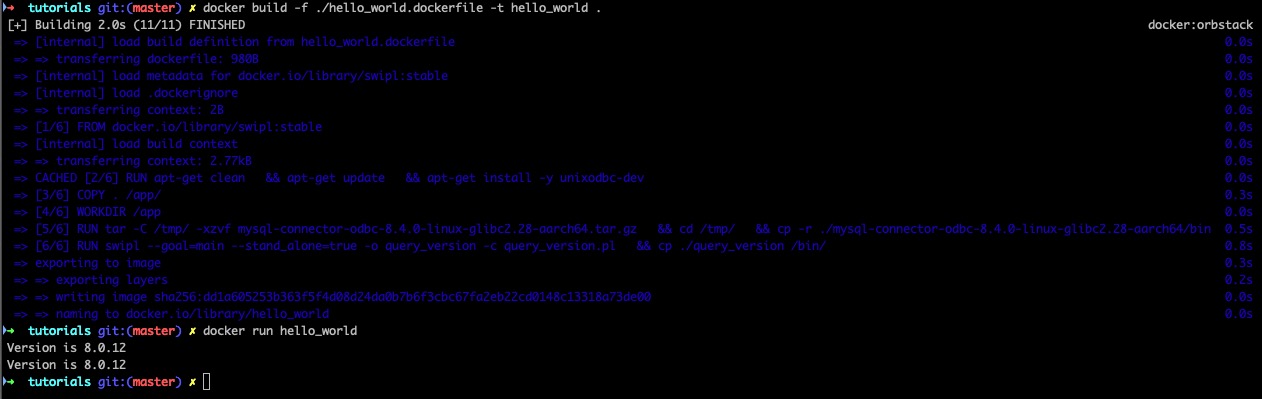 → tutorials git:(master) ✗ docker build -f ./hello_world.dockerfile -t hello_world .
[+] Building 2.0s (11/11) FINISHED docker:orbstack
=> [internal] load build definition from hello_world.dockerfile 0.0s
=> => transferring dockerfile: 980B 0.0s
=> [internal] load metadata for docker.io/library/swipl:stable 0.0s
=> [internal] load .dockerignore 0.0s
=> => transferring context: 2B 0.0s
=> [1/6] FROM docker.io/library/swipl:stable 0.0s
=> [internal] load build context 0.0s
=> => transferring context: 2.77kB 0.0s
=> CACHED [2/6] RUN apt-get clean && apt-get update && apt-get install -y unixodbc-dev 0.0s
=> [3/6] COPY . /app/ 0.3s
=> [4/6] WORKDIR /app 0.0s
=> [5/6] RUN tar -C /tmp/ -xzvf mysql-connector-odbc-8.4.0-linux-glibc2.28-aarch64.tar.gz && cd /tmp/ && cp -r ./mysql-connector-odbc-8.4.0-linux-glibc2.28-aarch64/bin 0.5s
=> [6/6] RUN swipl --goal=main --stand_alone=true -o query_version -c query_version.pl && cp ./query_version /bin/ 0.8s
=> exporting to image 0.3s
=> => exporting layers 0.2s
=> => writing image sha256:dd1a605253b363f5f4d08d24da0b7b6f3cbc67fa2eb22cd0148c13318a73de00 0.0s
=> => naming to docker.io/library/hello_world 0.0s
→ tutorials git:(master) ✗ docker run hello_world
Version is 8.0.12
Version is 8.0.12
→ tutorials git:(master) ✗